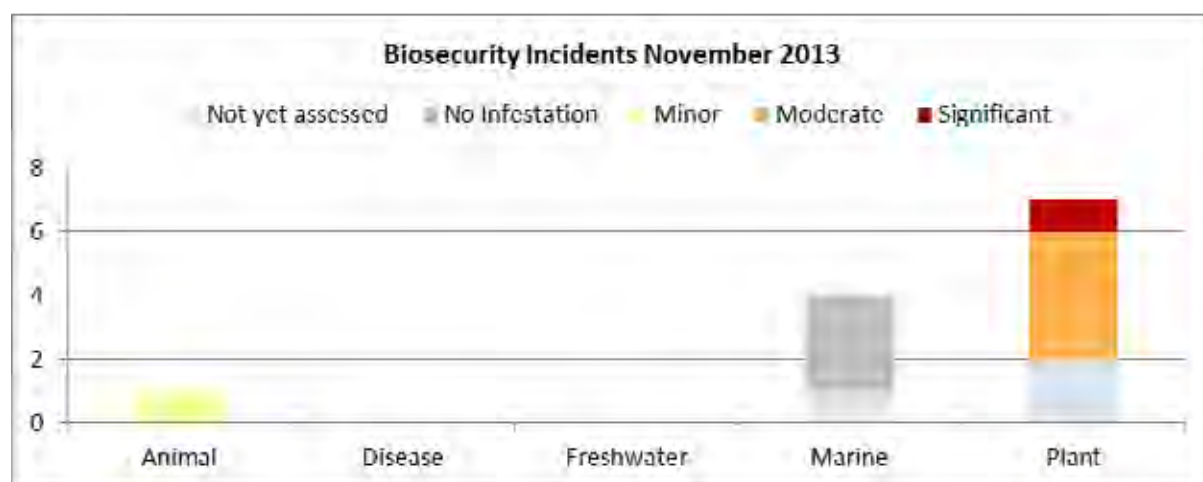 Biosecurity Incidents November 2013
Not yet assessed No Infestation Minor Moderate Significant
8
6
4
2
0
Animal Disease Freshwater Marine Plant